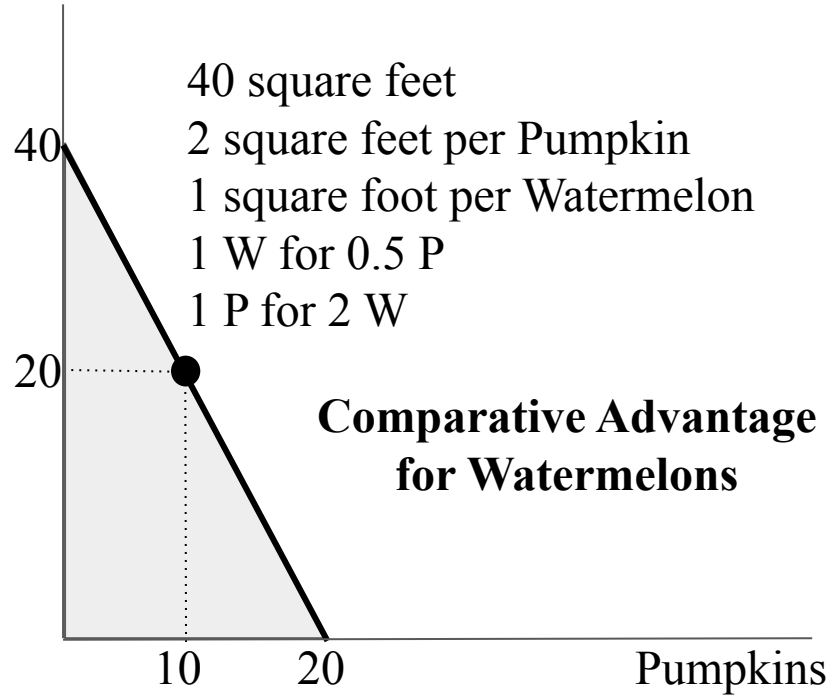 40 square feet
2 square feet per Pumpkin
1 square foot per Watermelon
1 W for 0.5 P
1 P for 2 W
40
20
Comparative Advantage
for Watermelons
10
20
Pumpkins